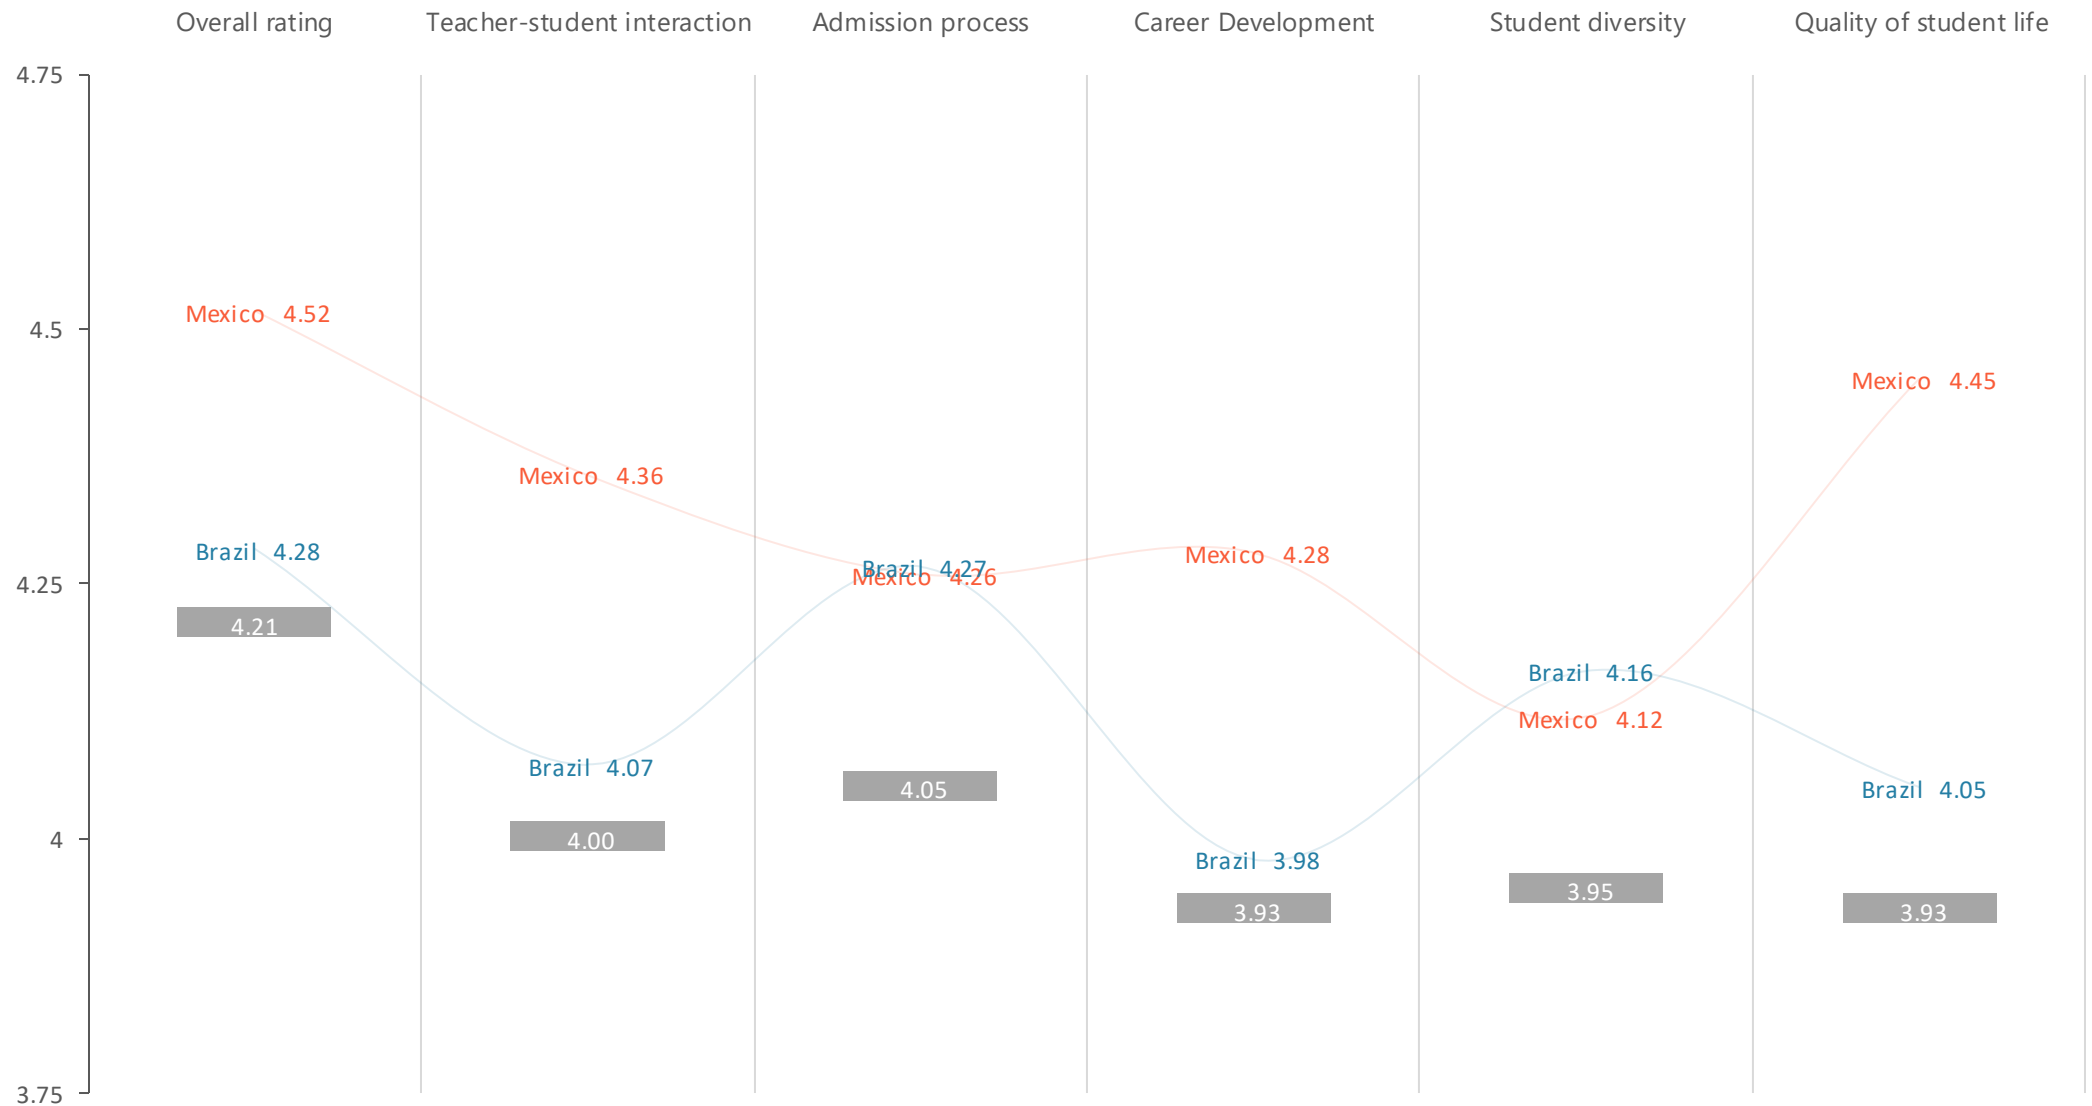 Overall rating
Teacher-student interaction
Admission process
Career Development
Student diversity
Quality of student life
4.75
4.5
4.25
4
3.75
Mexico 4.52
Brazil 4.28
4.21
Mexico 4.36
Brazil 4.07
4.00
Brazil 4.27
Mexico 4.26
4.05
Mexico 4.28
Brazil 3.98
3.93
Brazil 4.16
Mexico 4.12
3.95
Mexico 4.45
Brazil 4.05
3.93